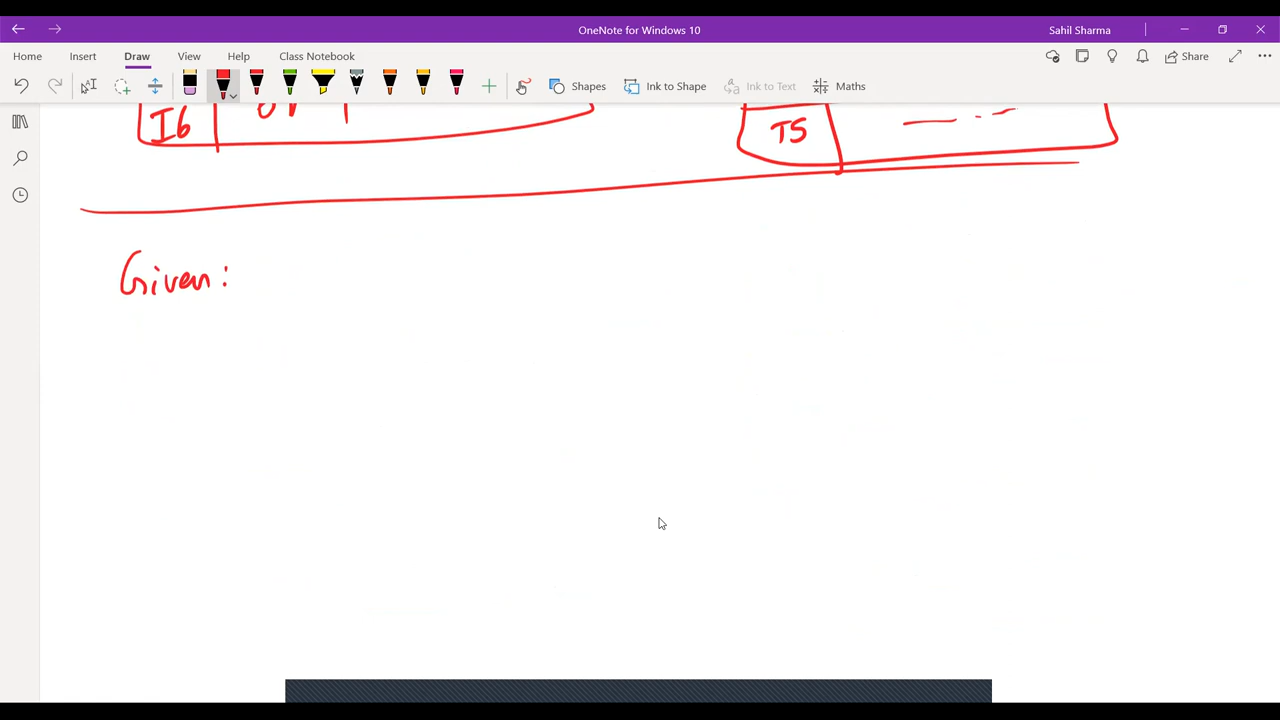 OneNote for Windows 10
Sahil Sharma
Home Insert Draw View Help Class Notebook
Share
Shapes Ink to Shape Ink to Text Maths
I6
T5
Given: